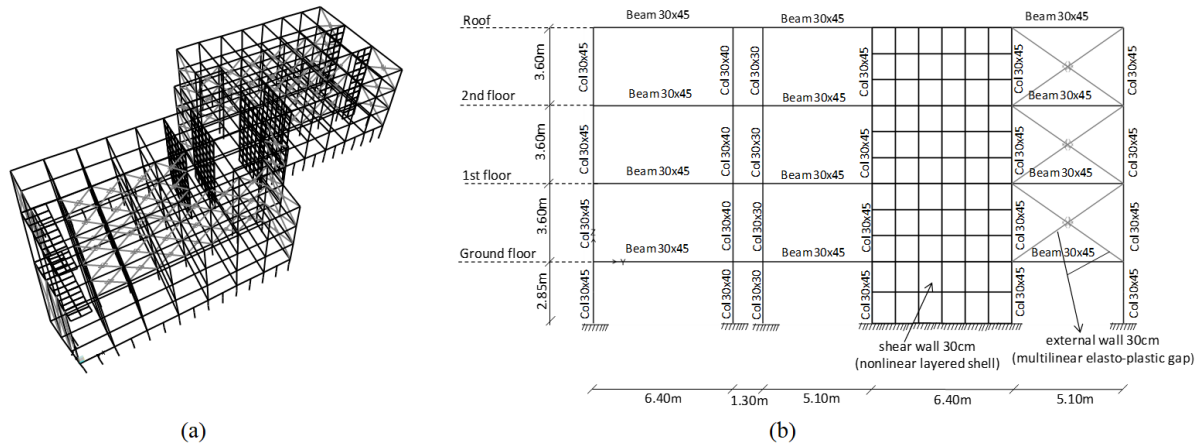 Roof
Beam 30x45
Beam 30x45
Beam 30x45
3.60m
Col 30x45
Col 30x40
Col 30x30
Col 30x45
Col 30x45
Col 30x45
2nd floor
Beam 30x45
Beam 30x45
Beam 30x45
3.60m
Col 30x45
Col 30x40
Col 30x30
Col 30x45
Col 30x45
Col 30x45
1st floor
Beam 30x45
Beam 30x45
Beam 30x45
3.60m
Col 30x45
Col 30x40
Col 30x30
Col 30x45
Col 30x45
Col 30x45
Ground floor
Beam 30x45
Y
Beam 30x45
Beam 30x45
2.85m
Col 30x45
Col 30x40
Col 30x30
Col 30x45
Col 30x45
Col 30x45
shear wall 30cm
(nonlinear layered shell)
external wall 30cm
(multilinear elasto-plastic gap)
6.40m
1.30m
5.10m
6.40m
5.10m
(a)
(b)